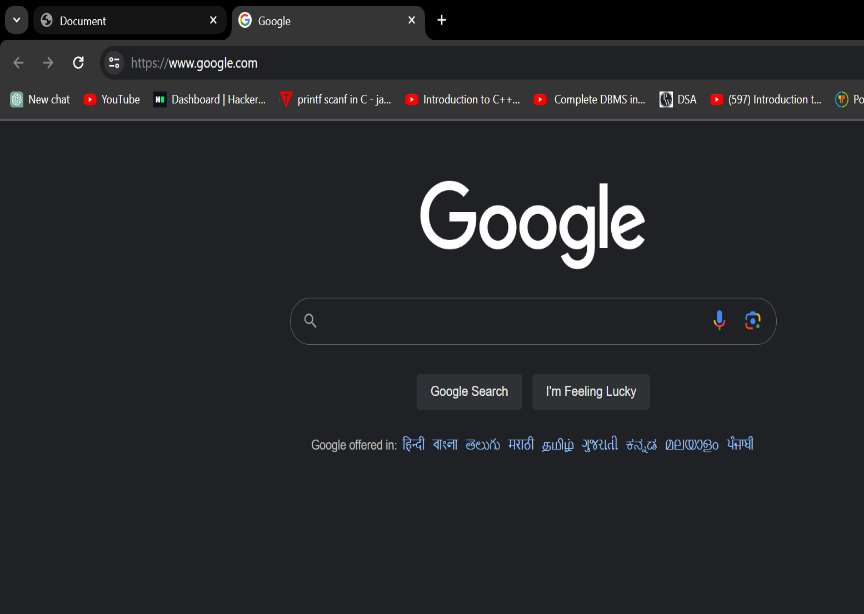 Document
Google
https://www.google.com
New chat YouTube Dashboard | Hacker... printf scanf in C - ja... Introduction to C++... Complete DBMS in... DSA (597) Introduction t... Po
Google
Google Search I'm Feeling Lucky
Google offered in: हिन्दी বাংলা తెలుగు मराठी தமிழ் ગુજરાતી ಕನ್ನಡ മലയാളം ਪੰਜਾਬੀ